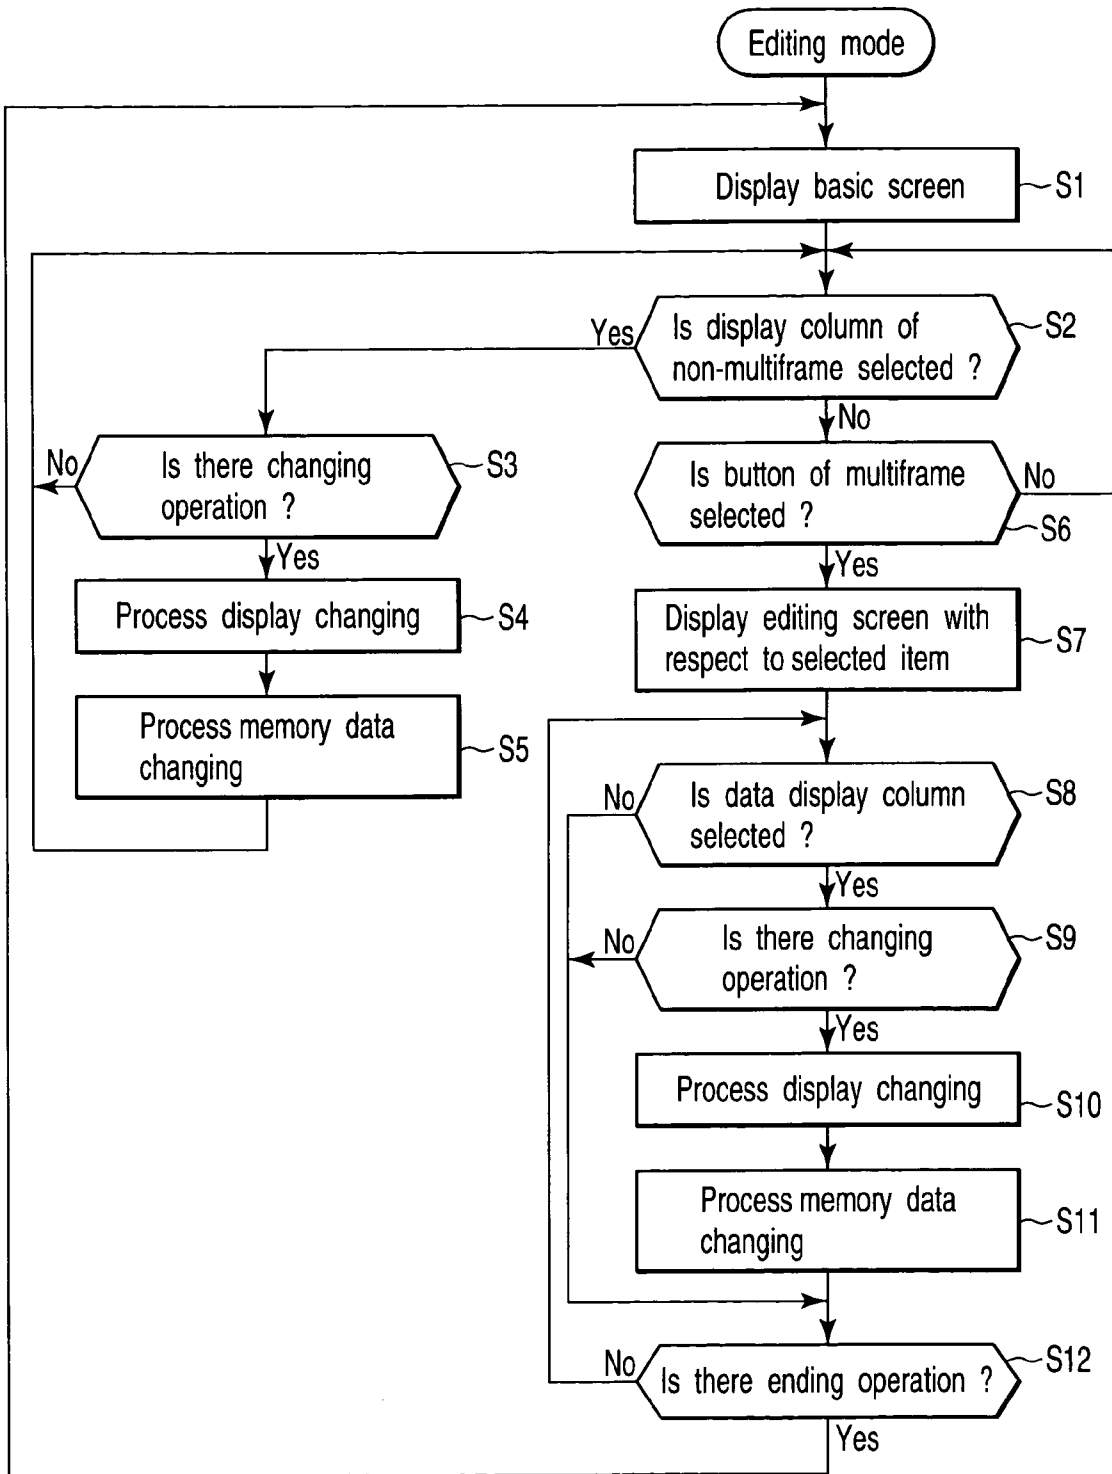 Editing mode
Display basic screen
S1
Is display column of
non-multiframe selected ?
S2
Yes
No
Is there changing
operation ?
S3
No
Yes
Process display changing
S4
Process memory data
changing
S5
Is button of multiframe
selected ?
No
S6
Yes
Display editing screen with
respect to selected item
S7
Is data display column
selected ?
S8
No
Yes
Is there changing
operation ?
S9
No
Yes
Process display changing
S10
Process memory data
changing
S11
Is there ending operation ?
S12
No
Yes